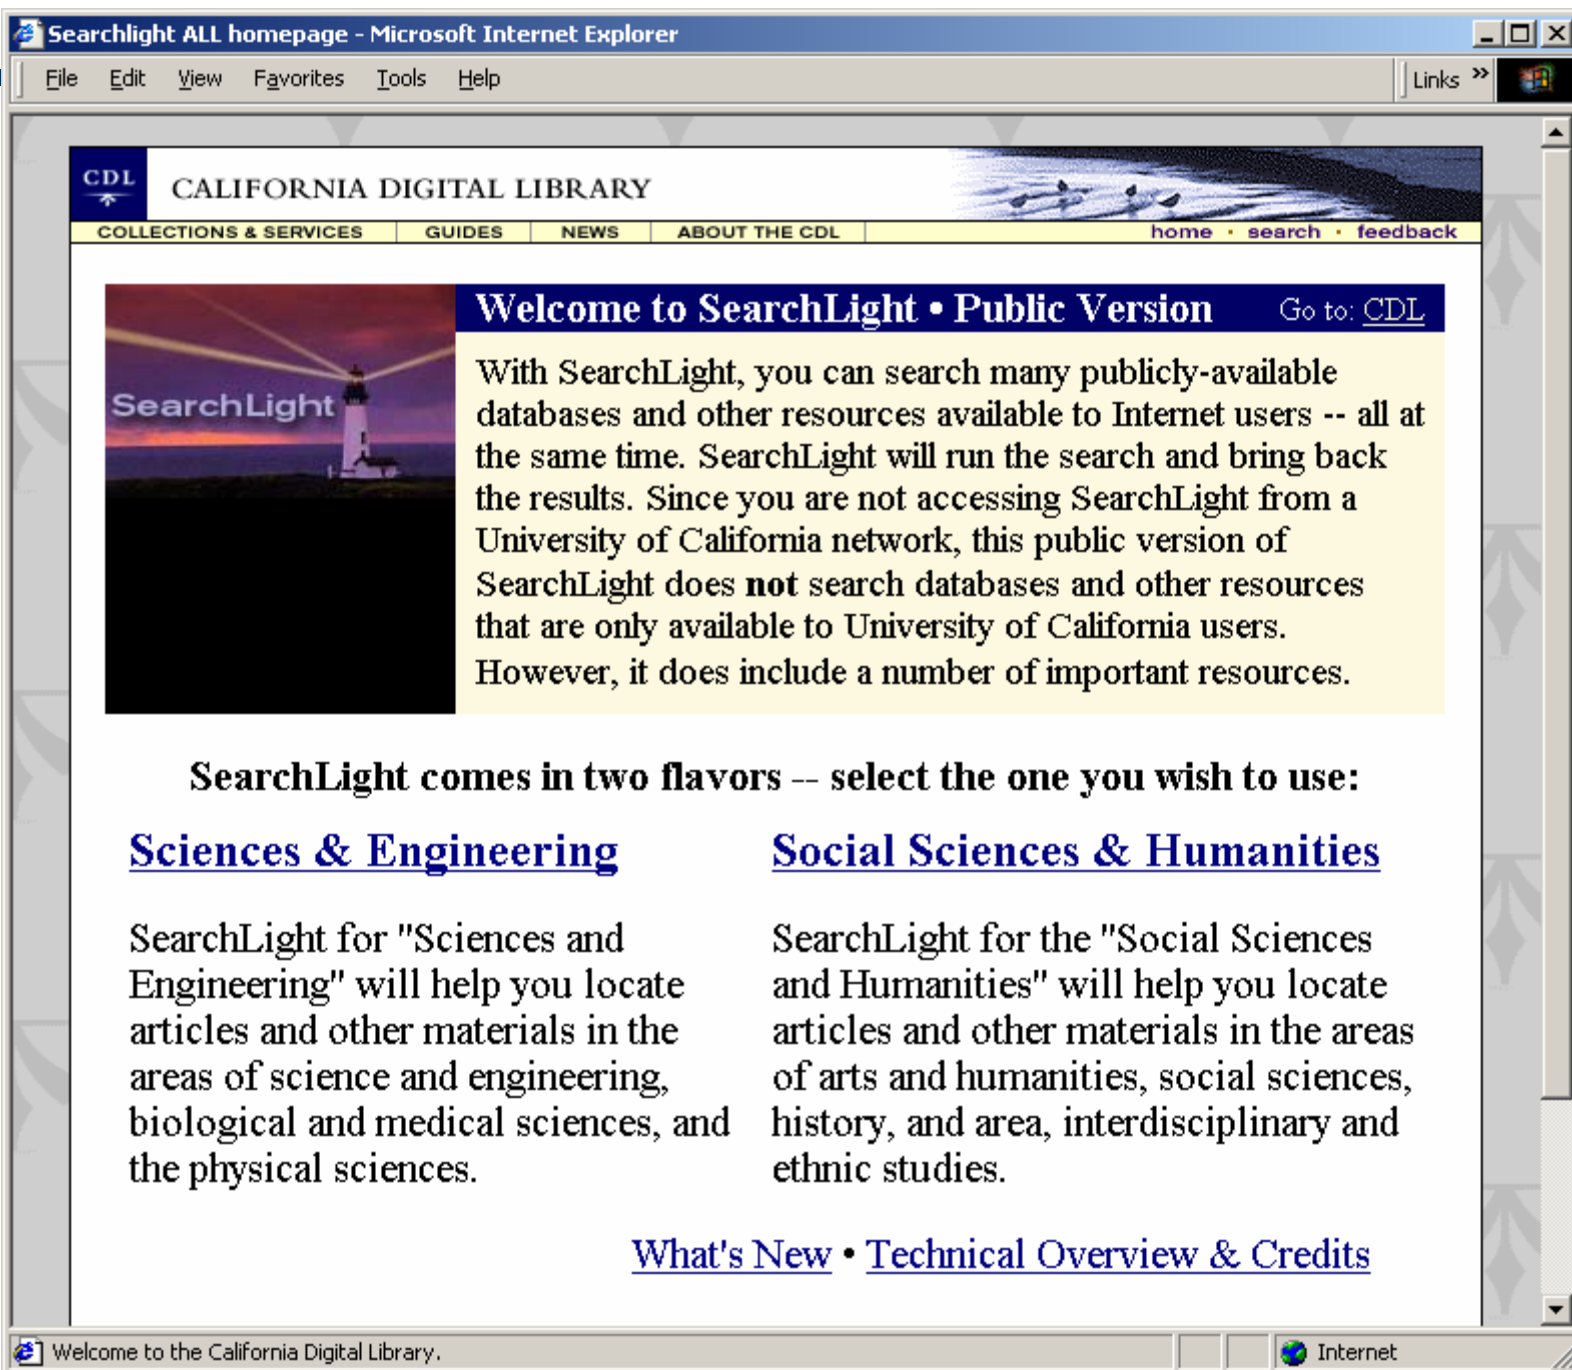 Searchlight ALL homepage - Microsoft Internet Explorer
File Edit View Favorites Tools Help Links »
CDL
CALIFORNIA DIGITAL LIBRARY
COLLECTIONS & SERVICES GUIDES NEWS ABOUT THE CDL home · search · feedback
SearchLight
Welcome to SearchLight • Public Version Go to: CDL
With SearchLight, you can search many publicly-available
databases and other resources available to Internet users -- all at
the same time. SearchLight will run the search and bring back
the results. Since you are not accessing SearchLight from a
University of California network, this public version of
SearchLight does not search databases and other resources
that are only available to University of California users.
However, it does include a number of important resources.
SearchLight comes in two flavors -- select the one you wish to use:
Sciences & Engineering
SearchLight for "Sciences and
Engineering" will help you locate
articles and other materials in the
areas of science and engineering,
biological and medical sciences, and
the physical sciences.
Social Sciences & Humanities
SearchLight for the "Social Sciences
and Humanities" will help you locate
articles and other materials in the areas
of arts and humanities, social sciences,
history, and area, interdisciplinary and
ethnic studies.
What's New • Technical Overview & Credits
Welcome to the California Digital Library. Internet